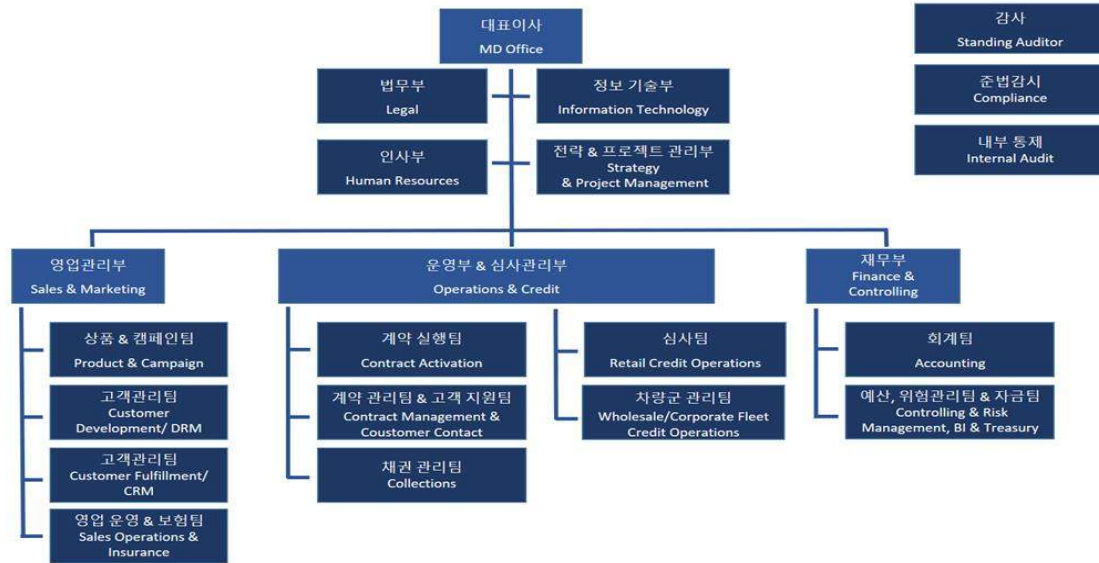 대표이사
MD Office
감사
Standing Auditor
법무부
Legal
정보 기술부
Information Technology
준법감시
Compliance
인사부
Human Resources
전략 & 프로젝트 관리부
Strategy
& Project Management
내부 통제
Internal Audit
영업관리부
Sales & Marketing
운영부 & 심사관리부
Operations & Credit
재무부
Finance &
Controlling
상품 & 캠페인팀
Product & Campaign
고객관리팀
Customer
Development/ DRM
고객관리팀
Customer Fulfillment/
CRM
영업 운영 & 보험팀
Sales Operations &
Insurance
계약 실행팀
Contract Activation
계약 관리팀 & 고객 지원팀
Contract Management &
Coustomer Contact
채권 관리팀
Collections
심사팀
Retail Credit Operations
차량군 관리팀
Wholesale/Corporate Fleet
Credit Operations
회계팀
Accounting
예산, 위험관리팀 & 자금팀
Controlling & Risk
Management, BI & Treasury